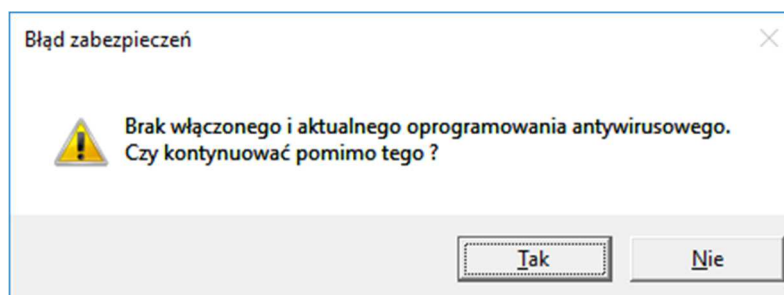 Błąd zabezpieczeń
Brak włączonego i aktualnego oprogramowania antywirusowego.
Czy kontynuować pomimo tego ?
Tak
Nie